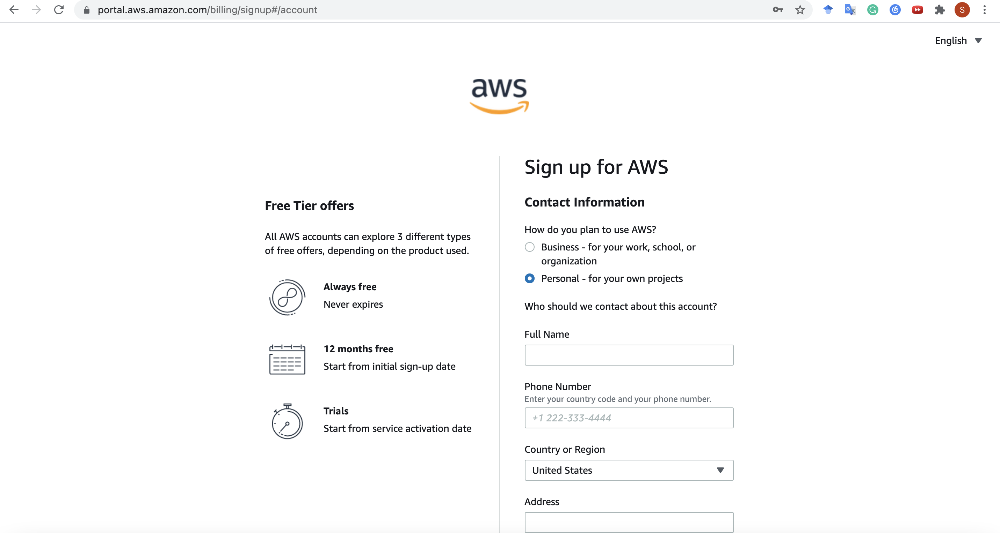 portal.aws.amazon.com/billing/signup#/account
S
English
aws
Free Tier offers
All AWS accounts can explore 3 different types
of free offers, depending on the product used.
Always free
Never expires
12 months free
Start from initial sign-up date
Trials
Start from service activation date
Sign up for AWS
Contact Information
How do you plan to use AWS?
Business - for your work, school, or
organization
Personal - for your own projects
Who should we contact about this account?
Full Name
Phone Number
Enter your country code and your phone number.
+1 222-333-4444
Country or Region
United States
Address